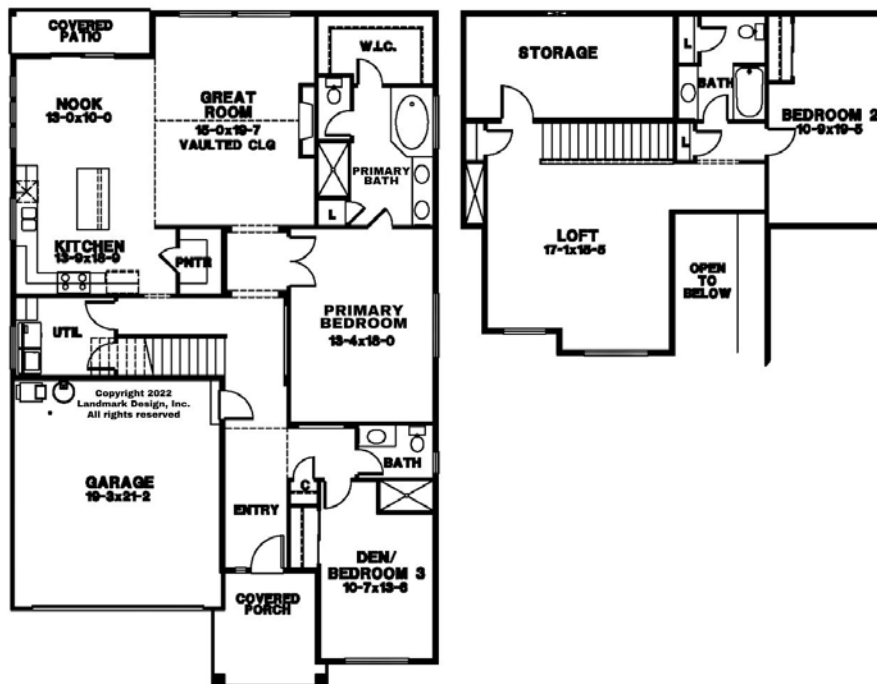 COVERED
PATIO
W.I.C.
NOOK
13-0x10-0
GREAT
ROOM
15-0x19-7
VAULTED CLG
PRIMARY
BATH
L
KITCHEN
13-9x18-9
PNTR
UTIL
PRIMARY
BEDROOM
13-4x18-0
Copyright 2022
Landmark Design, Inc.
All rights reserved
GARAGE
19-3x21-2
BATH
C
ENTRY
DEN/
BEDROOM 3
10-7x13-6
COVERED
PORCH
STORAGE
L
BATH
BEDROOM 2
10-9x19-5
L
LOFT
17-1x15-5
OPEN
TO
BELOW